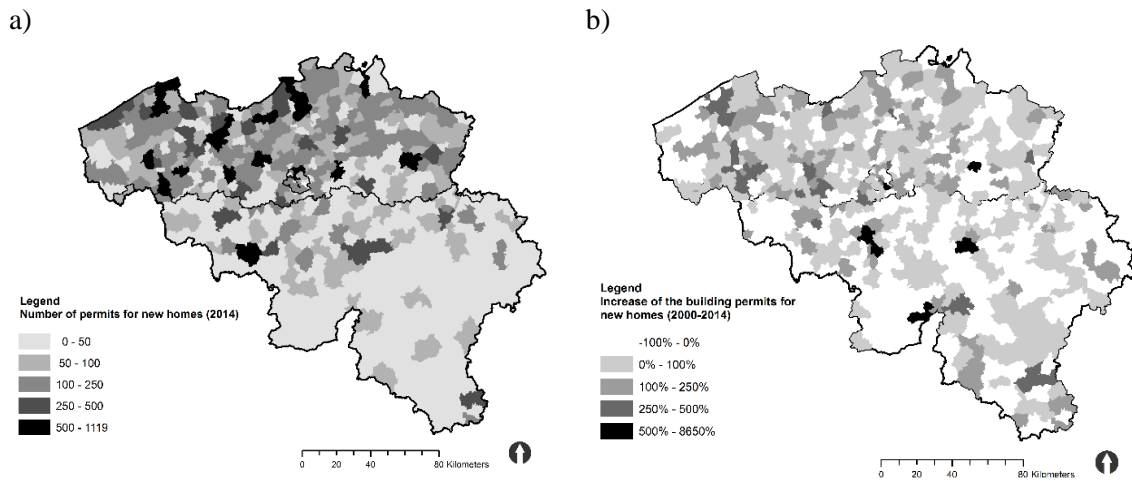 a)
Legend
Number of permits for new homes (2014)
0 - 50
50 - 100
100 - 250
250 - 500
500 - 1119
0 20 40 80 Kilometers
b)
Legend
Increase of the building permits for
new homes (2000-2014)
-100% - 0%
0% - 100%
100% - 250%
250% - 500%
500% - 8650%
0 20 40 80 Kilometers